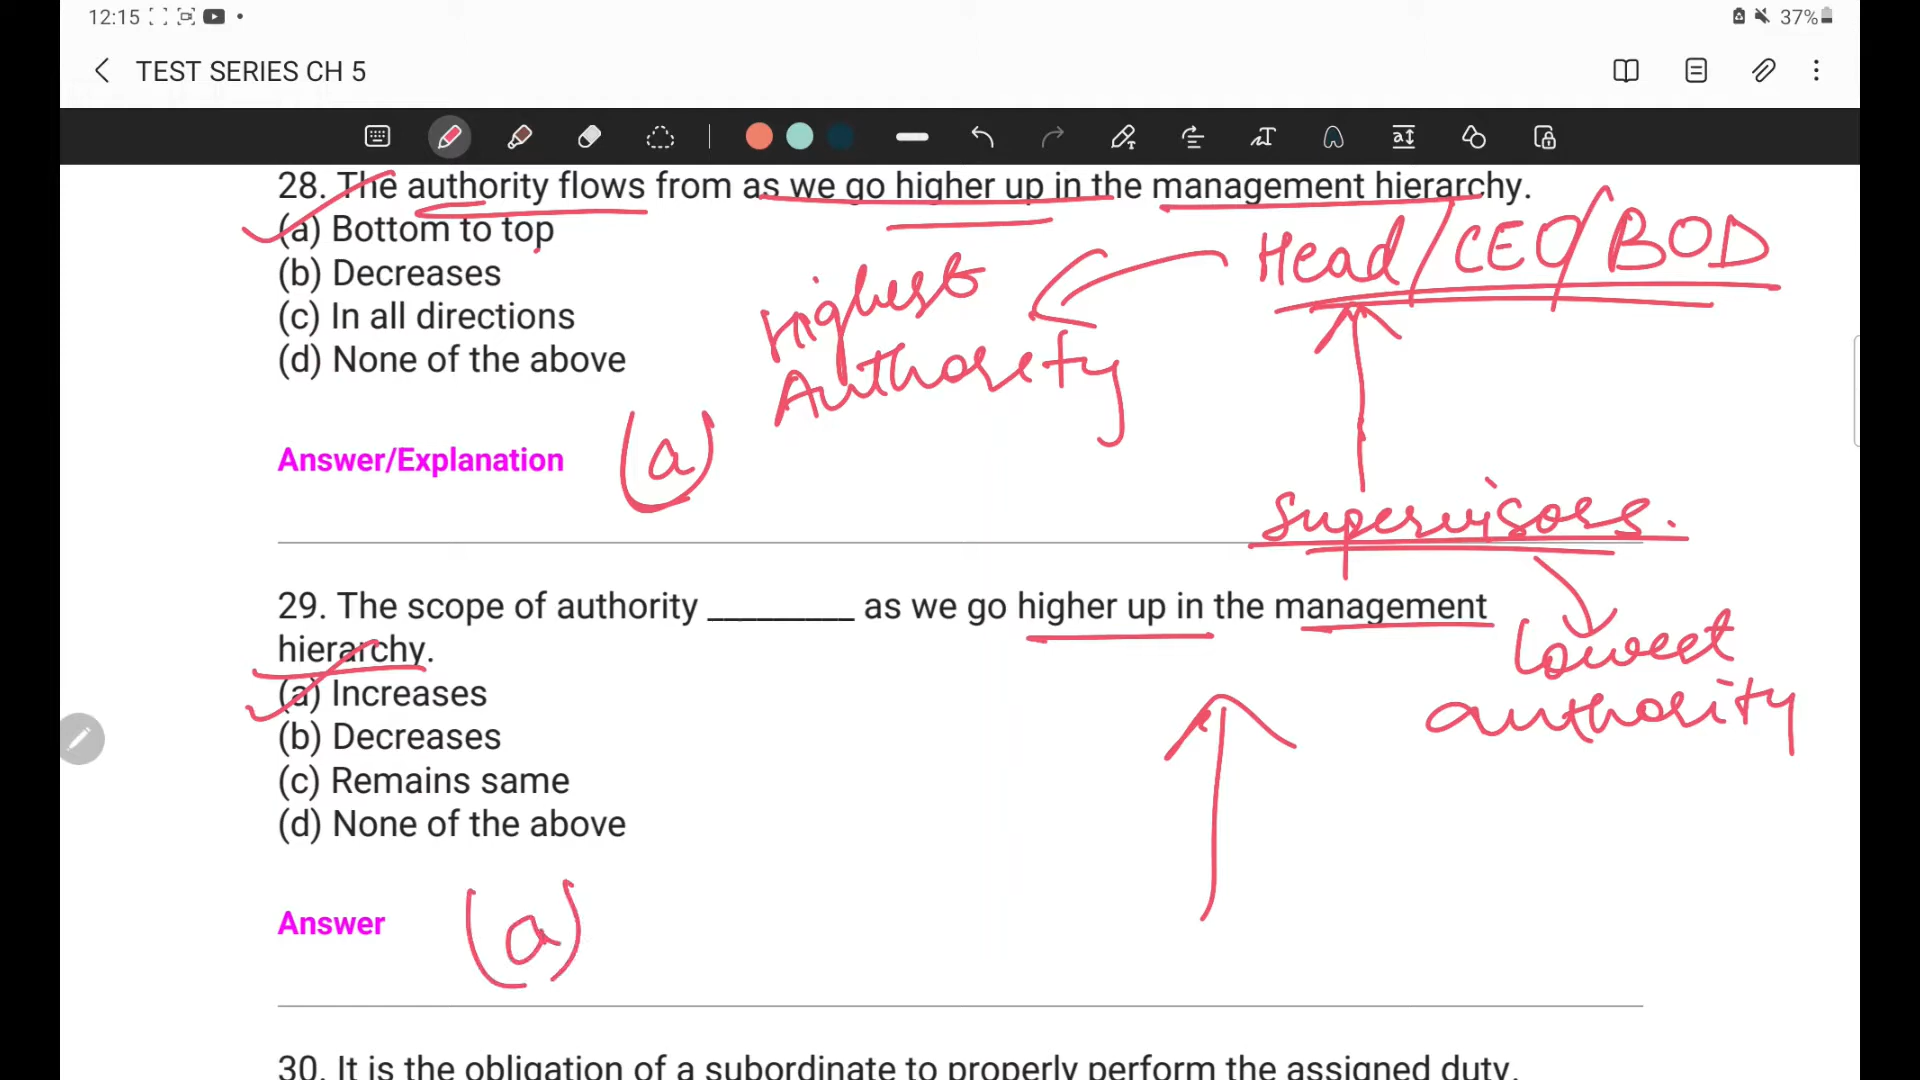 12:15
37%
TEST SERIES CH 5
28. The authority flows from as we go higher up in the management hierarchy.
(a) Bottom to top
(b) Decreases
(c) In all directions
(d) None of the above
Head/CEO/BOD
Highest
Authority
Answer/Explanation (a)
Supervisors.
29. The scope of authority _________ as we go higher up in the management
hierarchy.
(a) Increases
(b) Decreases
(c) Remains same
(d) None of the above
Lowest
authority
Answer (a)
30. It is the obligation of a subordinate to properly perform the assigned duty.